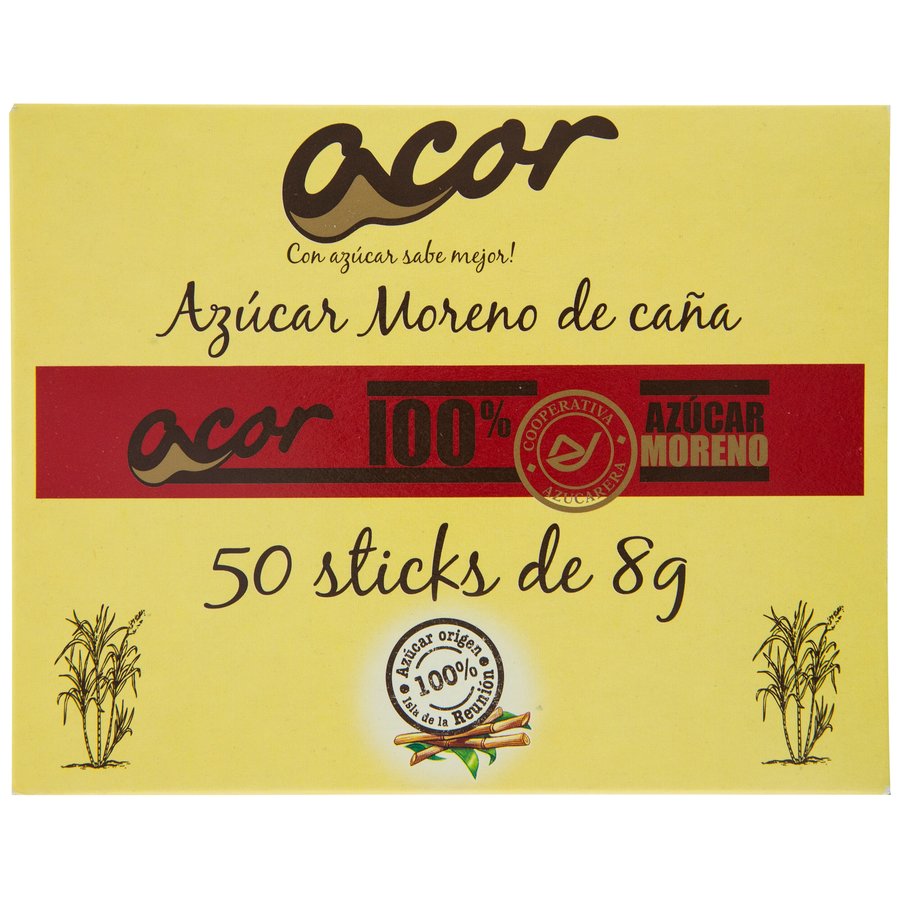 acor
Con azúcar sabe mejor!
Azúcar Moreno de caña
acor
100%
COOPERATIVA
AZUCARERA
AZÚCAR
MORENO
50 sticks de 8g
Azúcar origen
100%
Isla de la Reunión